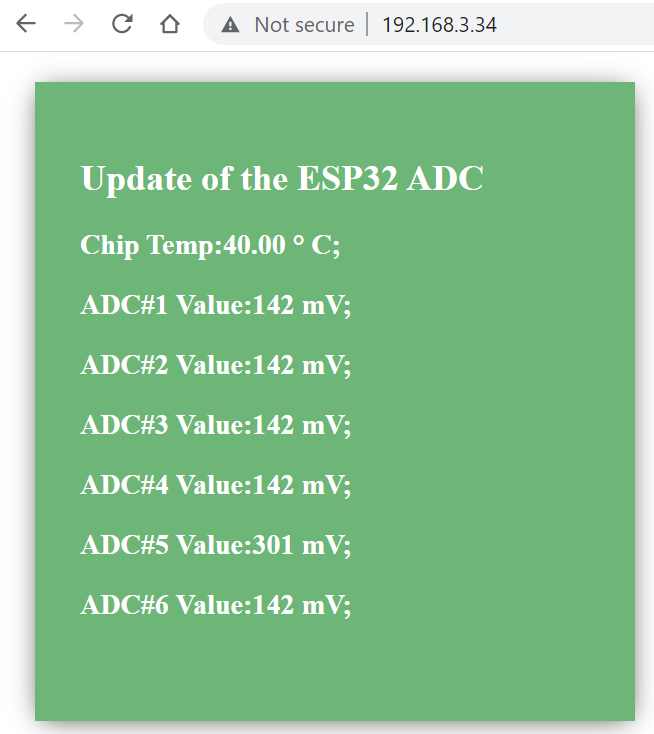 Not secure | 192.168.3.34
Update of the ESP32 ADC
Chip Temp:40.00 ° C;
ADC#1 Value:142 mV;
ADC#2 Value:142 mV;
ADC#3 Value:142 mV;
ADC#4 Value:142 mV;
ADC#5 Value:301 mV;
ADC#6 Value:142 mV;